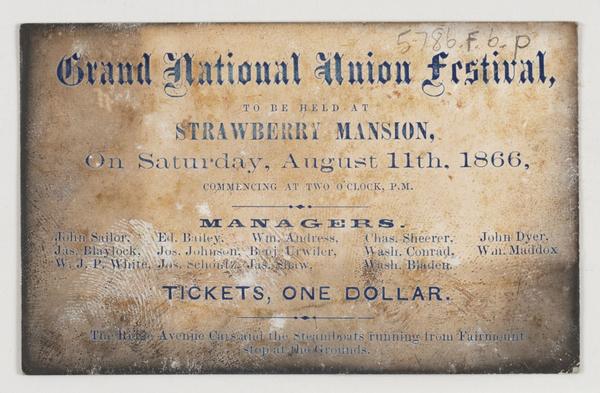 5786.F.6.p
Grand National Union Festival,
TO BE HELD AT
STRAWBERRY MANSION,
On Saturday, August 11th, 1866,
COMMENCING AT TWO O'CLOCK, P.M.
MANAGERS.
John Sailor, Ed. Bailey, Wm. Andress, Chas. Sheerer, John Dyer,
Jas. Blaylock, Jos. Johnson, Benj. Urwiler, Wash. Conrad, Wm. Maddox
W. J. P. White, Jas. Schontz, Jas. Shaw, Wash. Bladen.
TICKETS, ONE DOLLAR.
The Ridge Avenue Cars and the Steamboats running from Fairmount
stop at the Grounds.